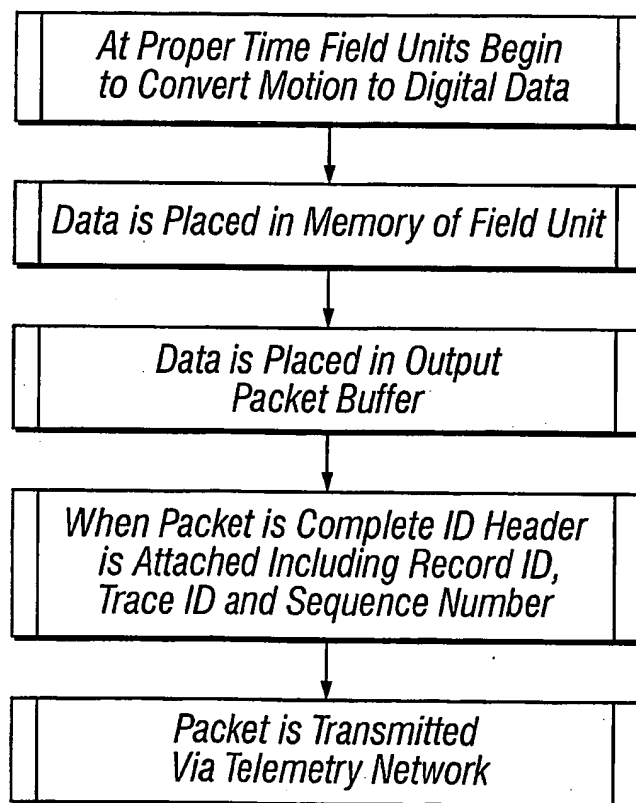 At Proper Time Field Units Begin
to Convert Motion to Digital Data
Data is Placed in Memory of Field Unit
Data is Placed in Output
Packet Buffer
When Packet is Complete ID Header
is Attached Including Record ID,
Trace ID and Sequence Number
Packet is Transmitted
Via Telemetry Network